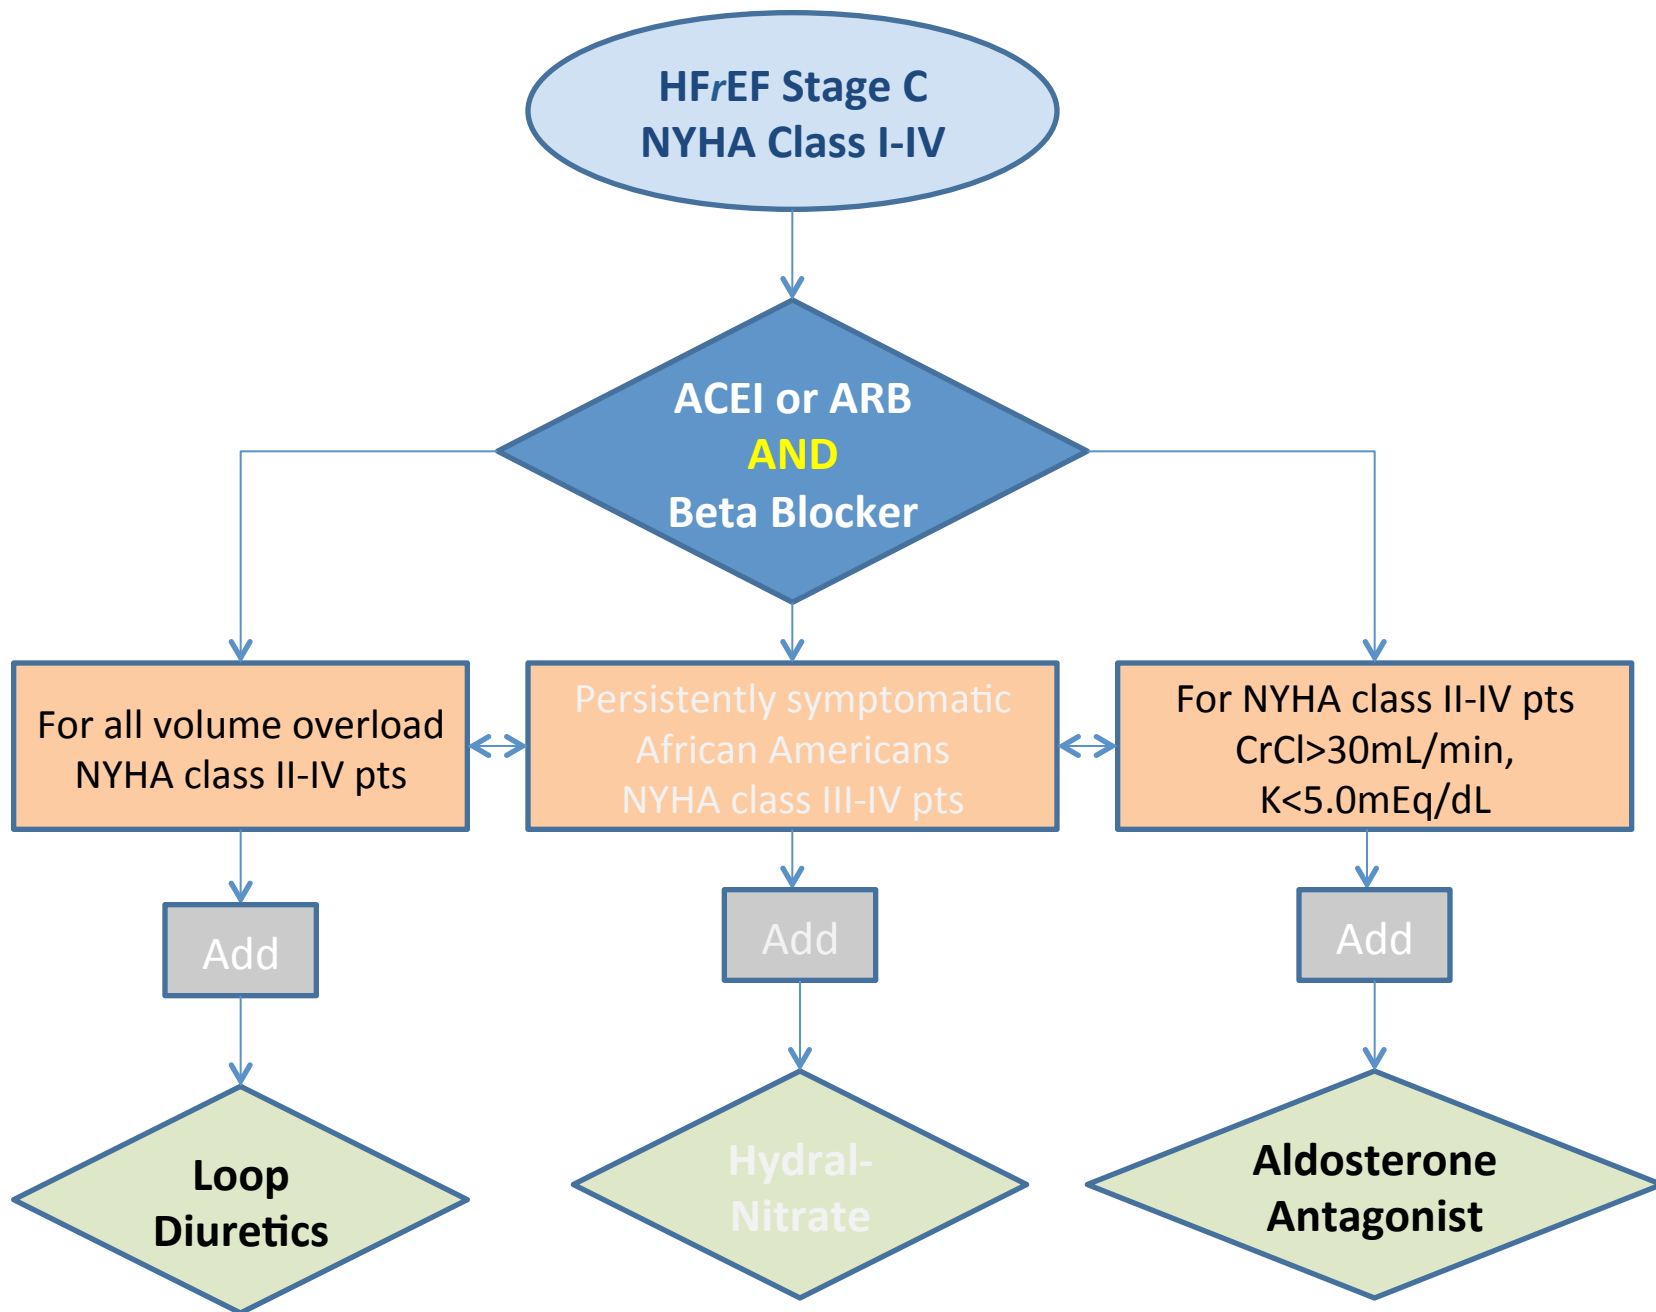 HFrEF Stage C
NYHA Class I-IV
ACEI or ARB
AND
Beta Blocker
For all volume overload
NYHA class II-IV pts
Persistently symptomatic
African Americans
NYHA class III-IV pts
For NYHA class II-IV pts
CrCl>30mL/min,
K<5.0mEq/dL
Add
Add
Add
Loop
Diuretics
Hydral-
Nitrate
Aldosterone
Antagonist